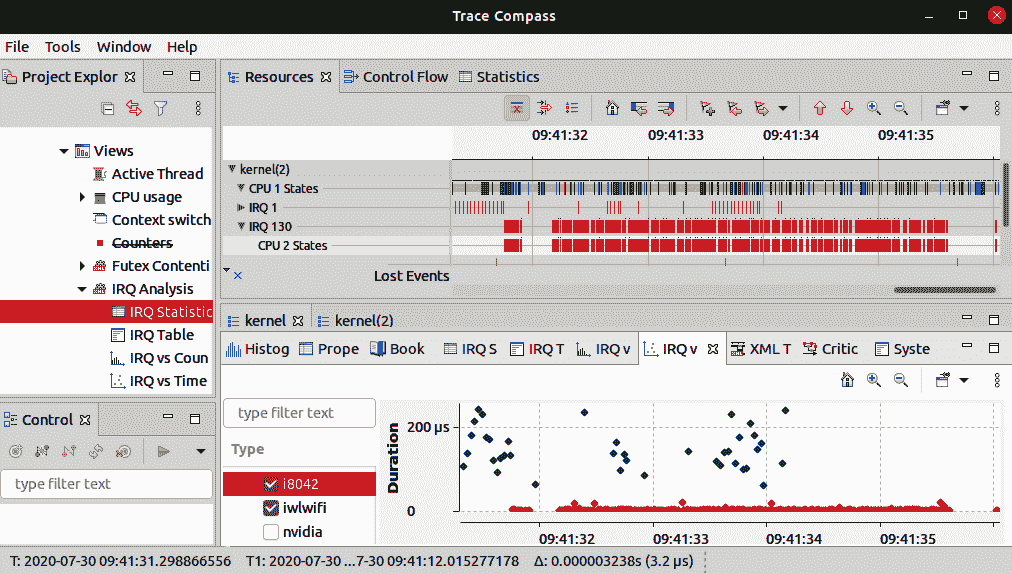 Trace Compass
File Tools Window Help
Project Explor
Resources Control Flow Statistics
09:41:32 09:41:33 09:41:34 09:41:35
Views
Active Thread
CPU usage
Context switch
Counters
Futex Contenti
IRQ Analysis
IRQ Statistic
IRQ Table
IRQ vs Coun
IRQ vs Time
kernel(2)
CPU 1 States
IRQ 1
IRQ 130
CPU 2 States
Lost Events
Control
type filter text
kernel kernel(2)
Histog Prope Book IRQ S IRQ T IRQ v IRQ v XML T Critic Syste
type filter text
Type
i8042
iwlwifi
nvidia
Duration
200 µs
0
09:41:32 09:41:33 09:41:34 09:41:35
T: 2020-07-30 09:41:31.298866556 T1: 2020-07-30 ...7-30 09:41:12.015277178 Δ: 0.000003238s (3.2 µs)